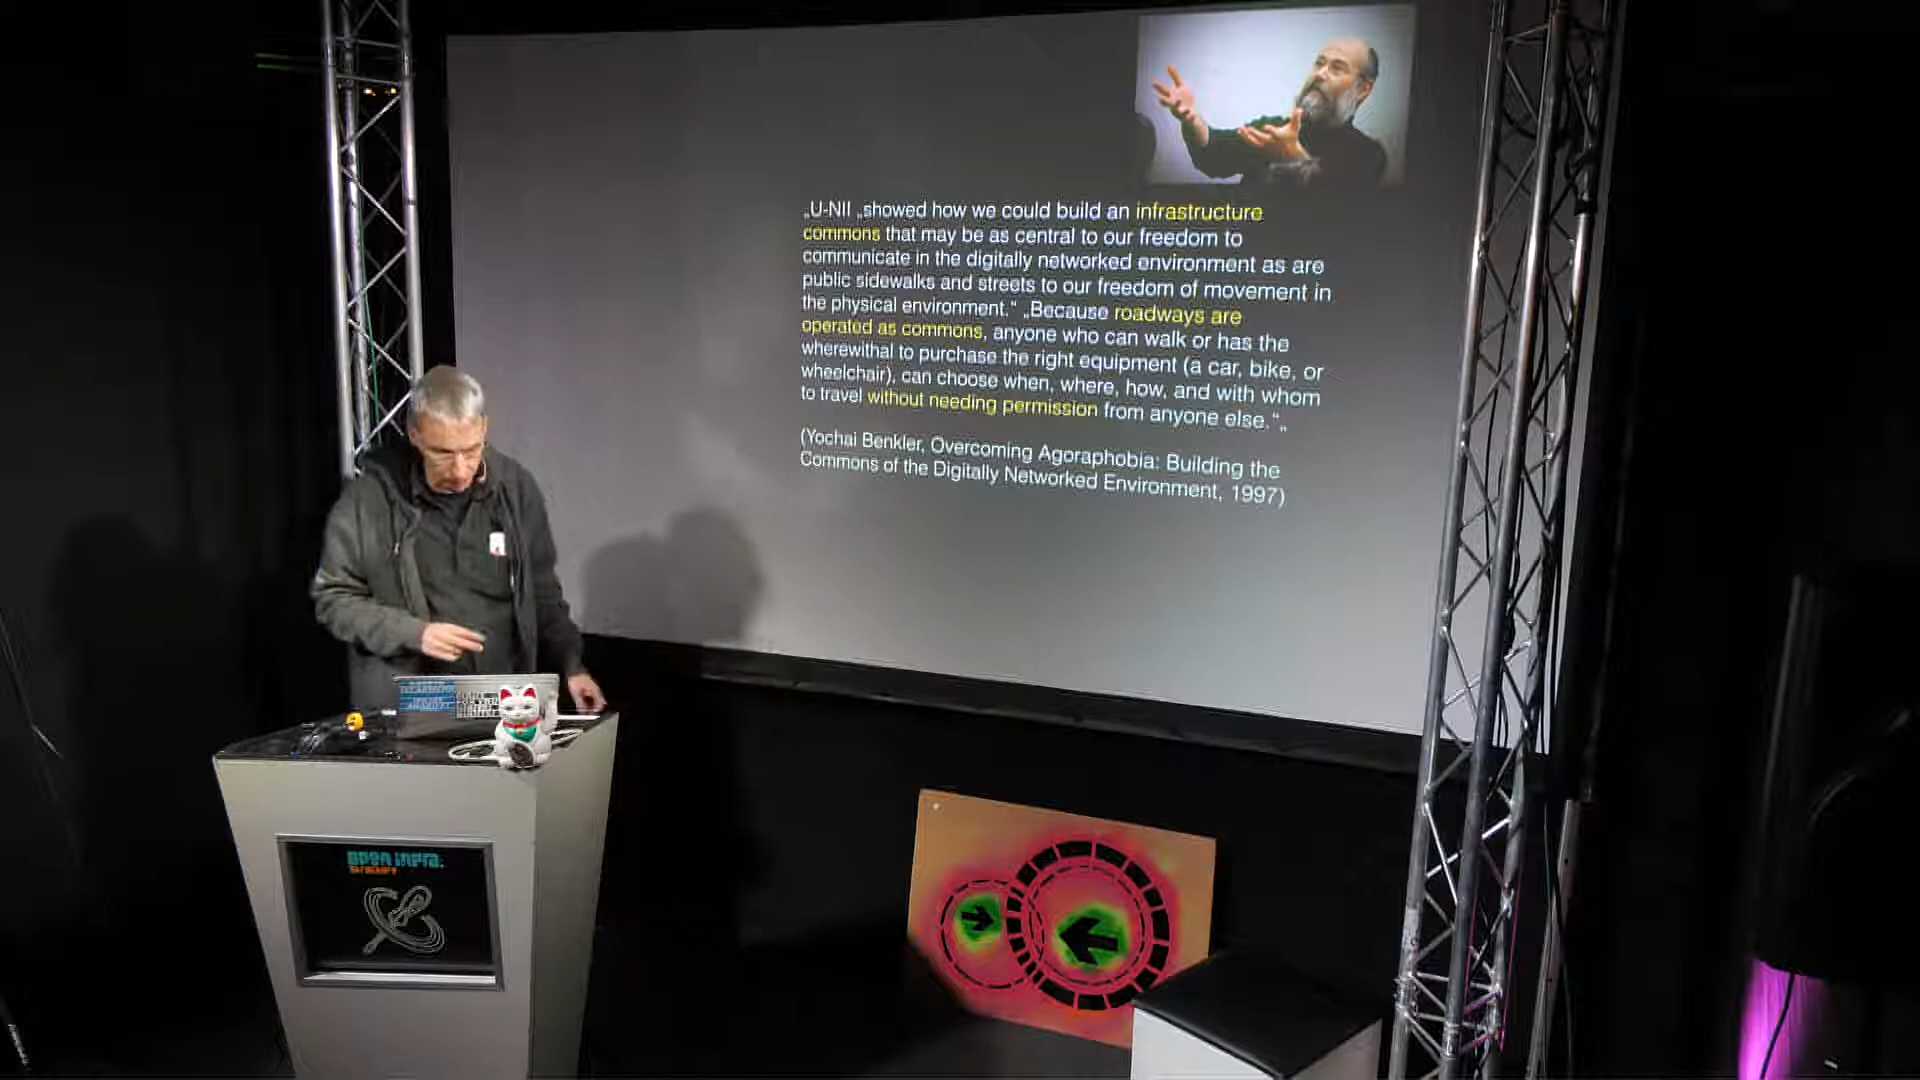 „U-NII „showed how we could build an infrastructure
commons that may be as central to our freedom to
communicate in the digitally networked environment as are
public sidewalks and streets to our freedom of movement in
the physical environment.“ „Because roadways are
operated as commons, anyone who can walk or has the
wherewithal to purchase the right equipment (a car, bike, or
wheelchair), can choose when, where, how, and with whom
to travel without needing permission from anyone else.“„
(Yochai Benkler, Overcoming Agoraphobia: Building the
Commons of the Digitally Networked Environment, 1997)
open infra.